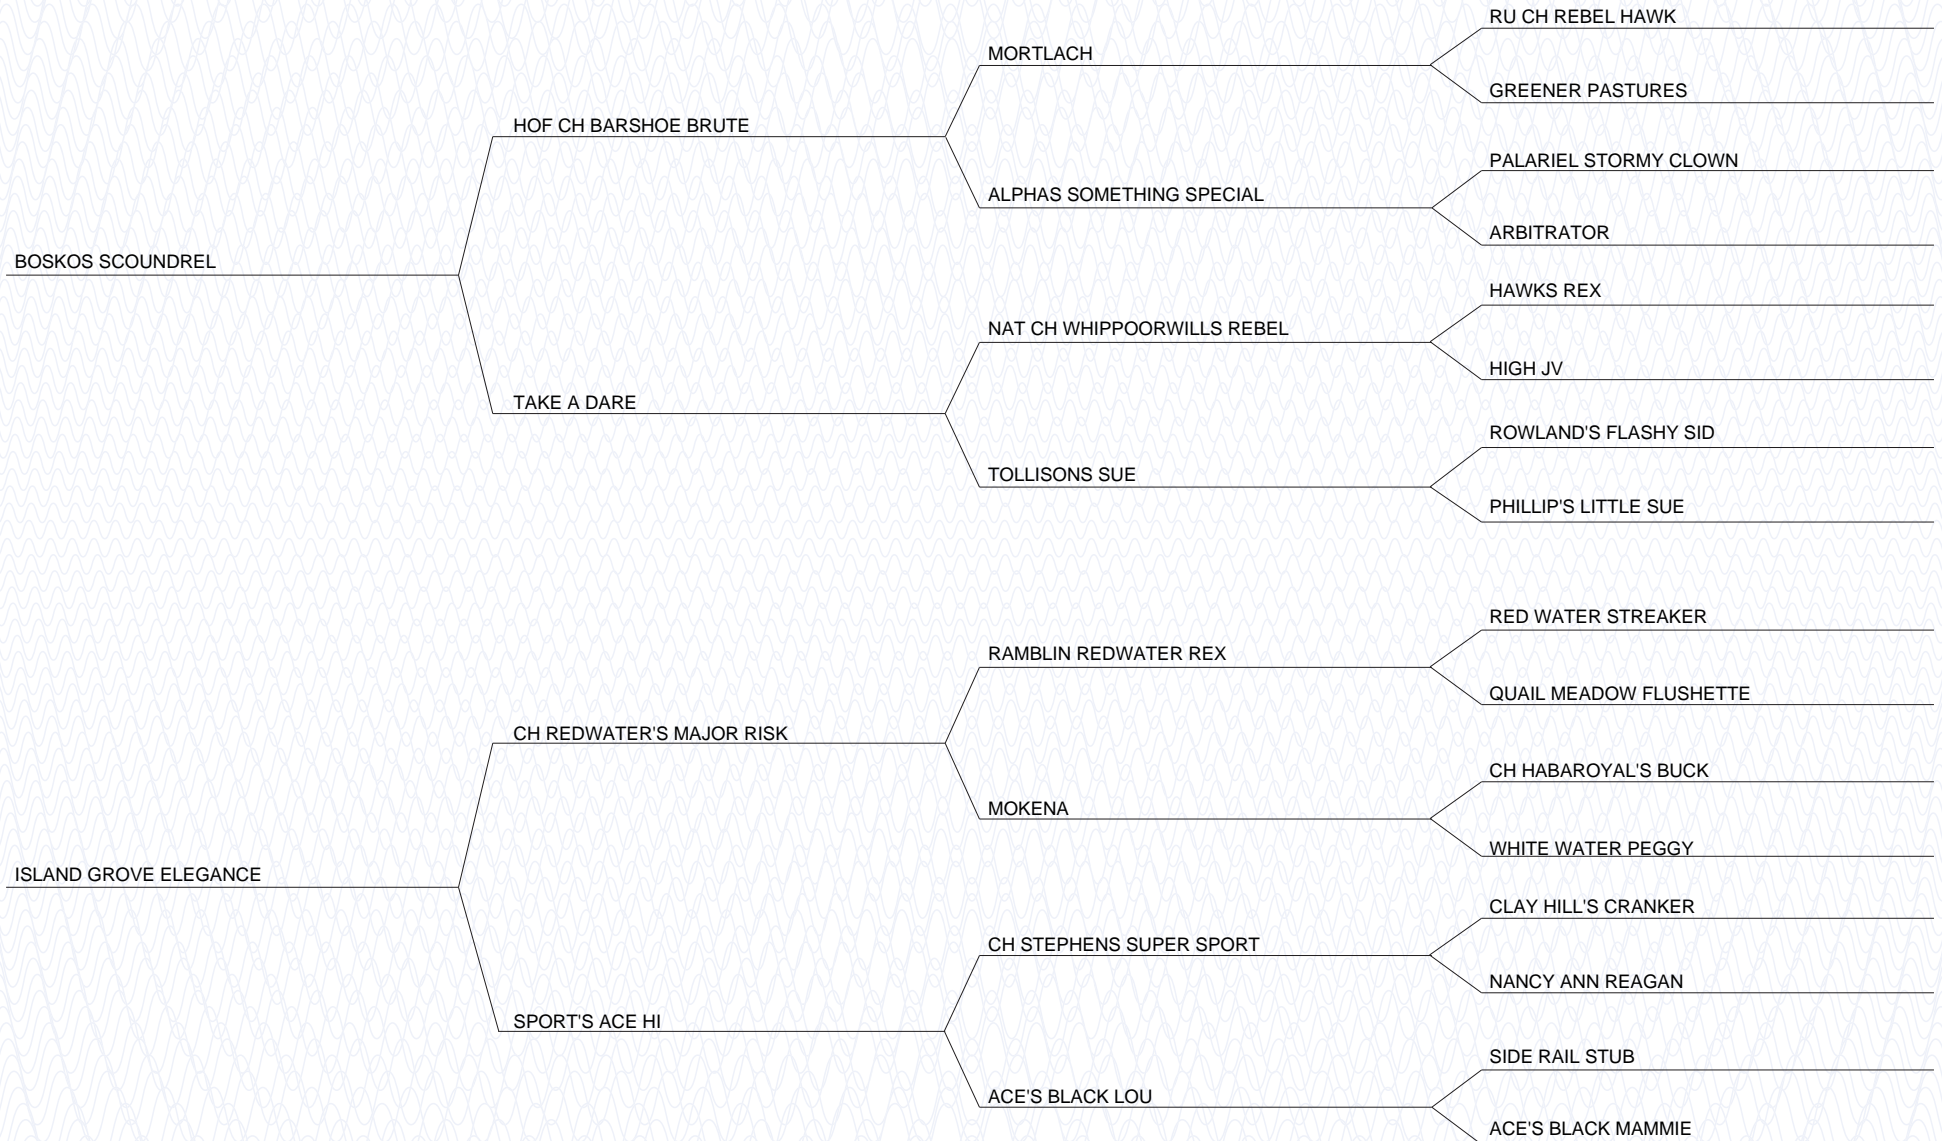 RU CH REBEL HAWK
MORTLACH
GREENER PASTURES
HOF CH BARSHOE BRUTE
PALARIEL STORMY CLOWN
ALPHAS SOMETHING SPECIAL
ARBITRATOR
BOSKOS SCOUNDREL
HAWKS REX
NAT CH WHIPPOORWILLS REBEL
HIGH JV
TAKE A DARE
ROWLAND'S FLASHY SID
TOLLISONS SUE
PHILLIP'S LITTLE SUE
RED WATER STREAKER
RAMBLIN REDWATER REX
QUAIL MEADOW FLUSHETTE
CH REDWATER'S MAJOR RISK
CH HABAROYAL'S BUCK
MOKENA
WHITE WATER PEGGY
ISLAND GROVE ELEGANCE
CLAY HILL'S CRANKER
CH STEPHENS SUPER SPORT
NANCY ANN REAGAN
SPORT'S ACE HI
SIDE RAIL STUB
ACE'S BLACK LOU
ACE'S BLACK MAMMIE